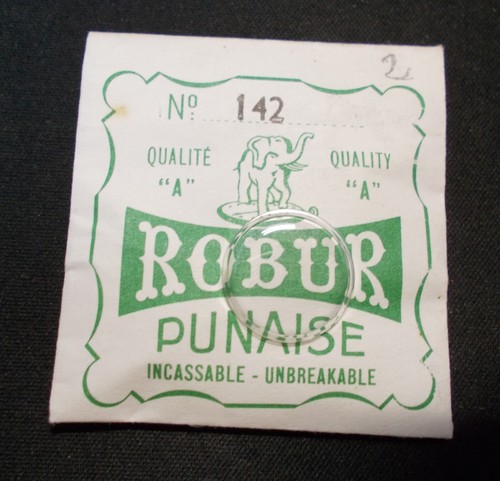 2
Nº 142
QUALITÉ QUALITY
"A" "A"
ROBUR
PUNAISE
INCASSABLE - UNBREAKABLE